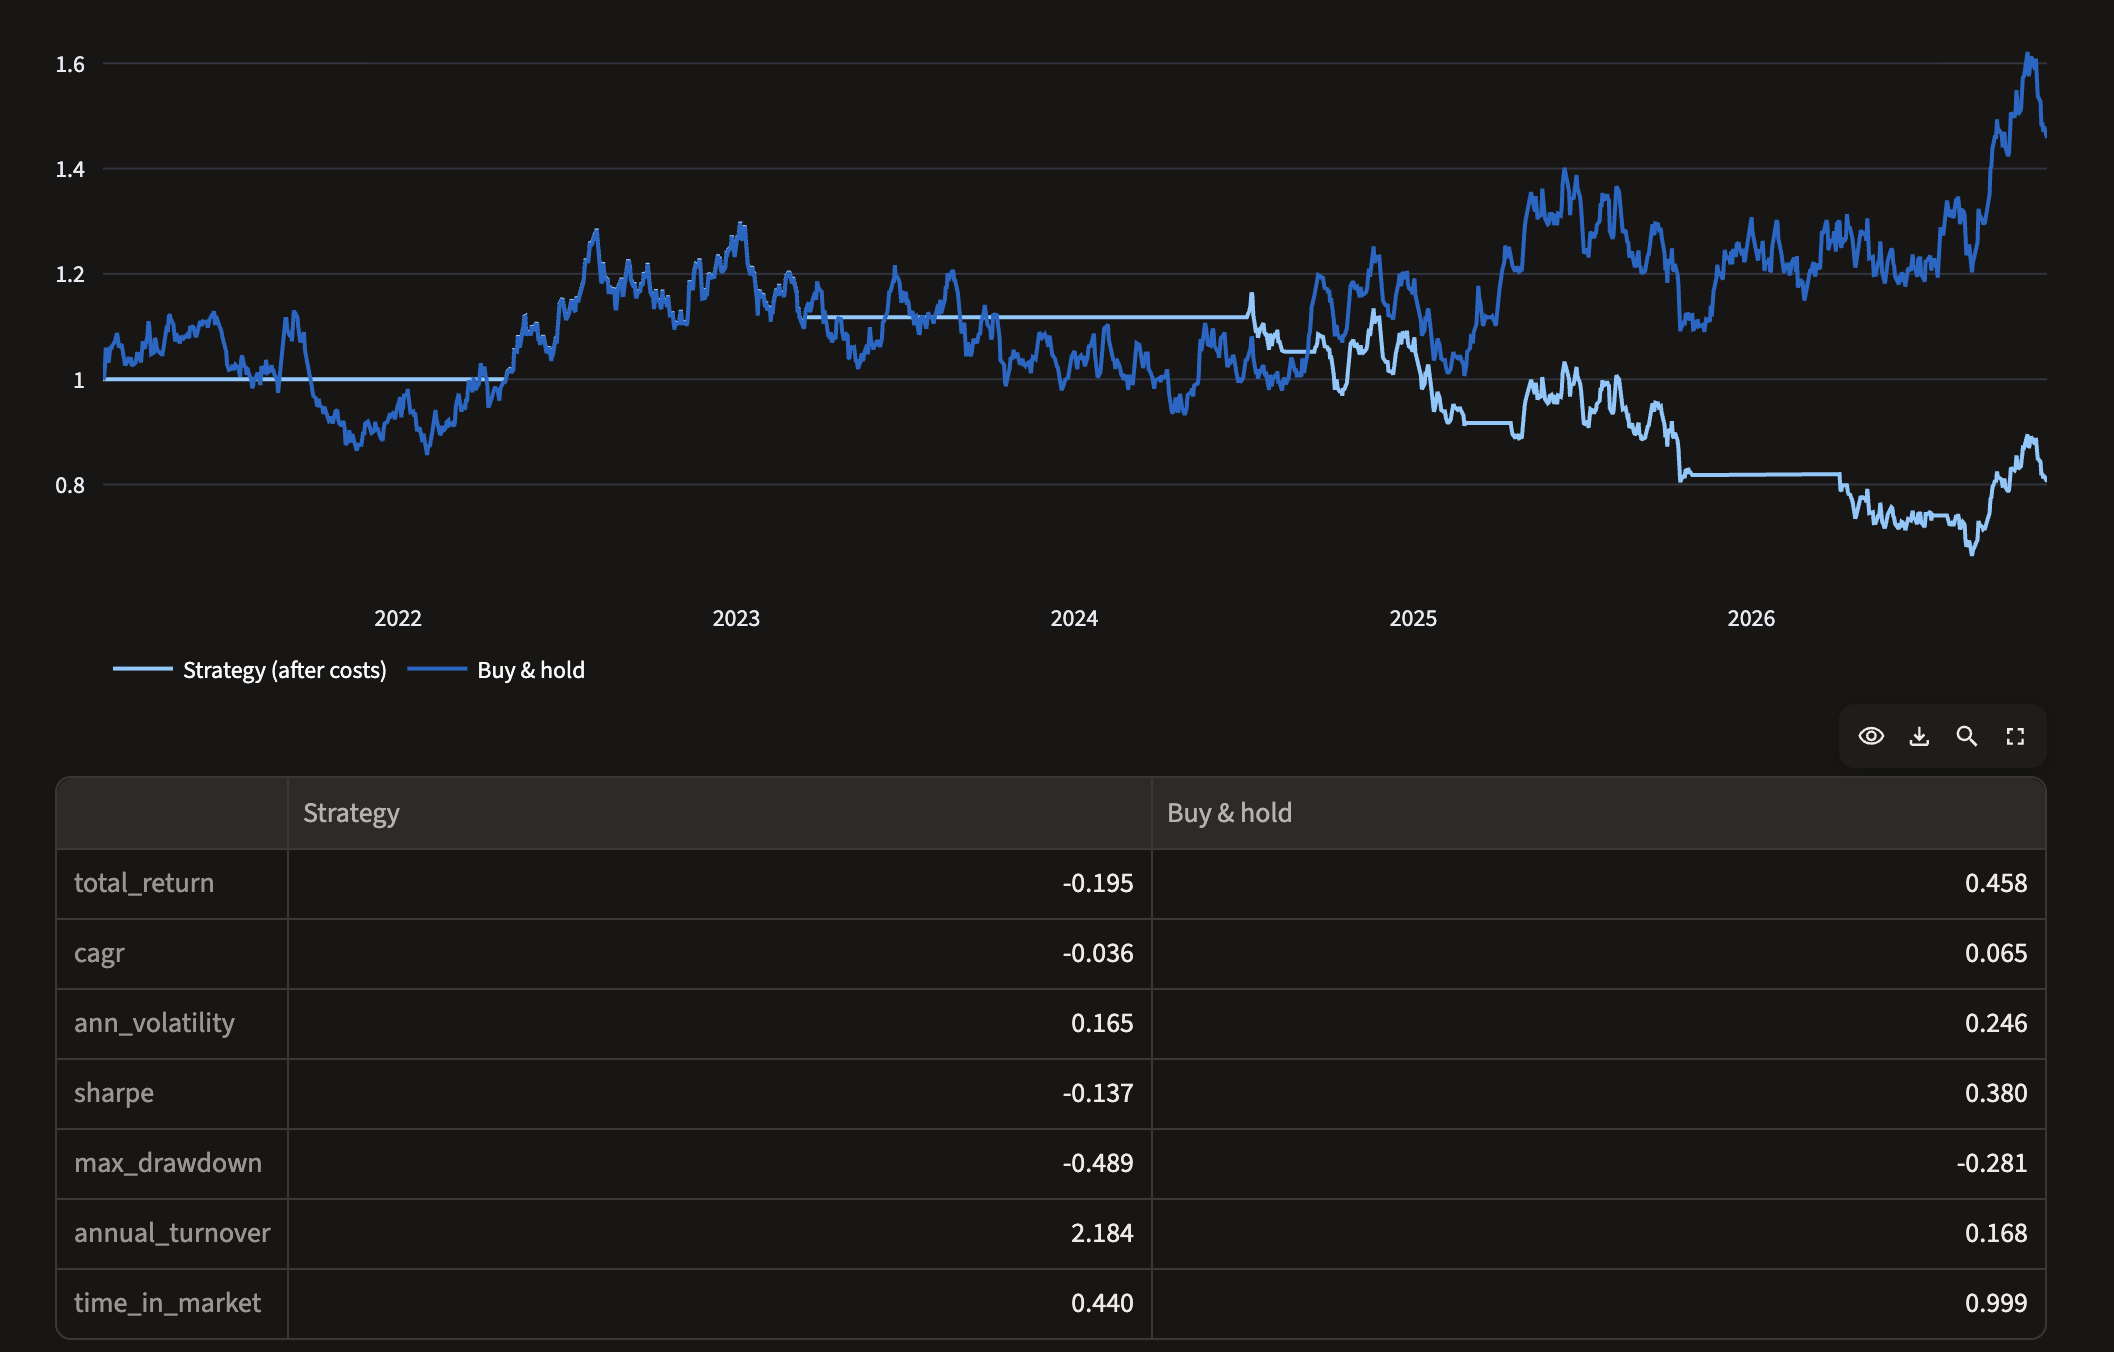 1.6
1.4
1.2
1
0.8
2022 2023 2024 2025 2026
Strategy (after costs) Buy & hold
Strategy Buy & hold
total_return -0.195 0.458
cagr -0.036 0.065
ann_volatility 0.165 0.246
sharpe -0.137 0.380
max_drawdown -0.489 -0.281
annual_turnover 2.184 0.168
time_in_market 0.440 0.999